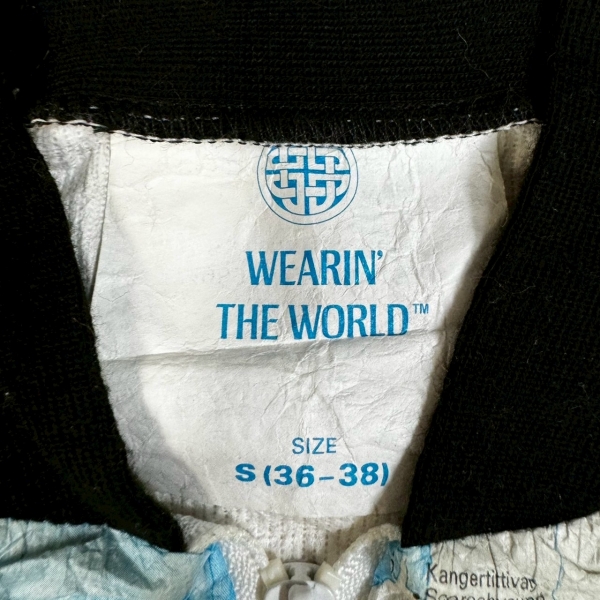 WEARIN'
THE WORLD™
SIZE
S (36-38)
Kangertittivaq